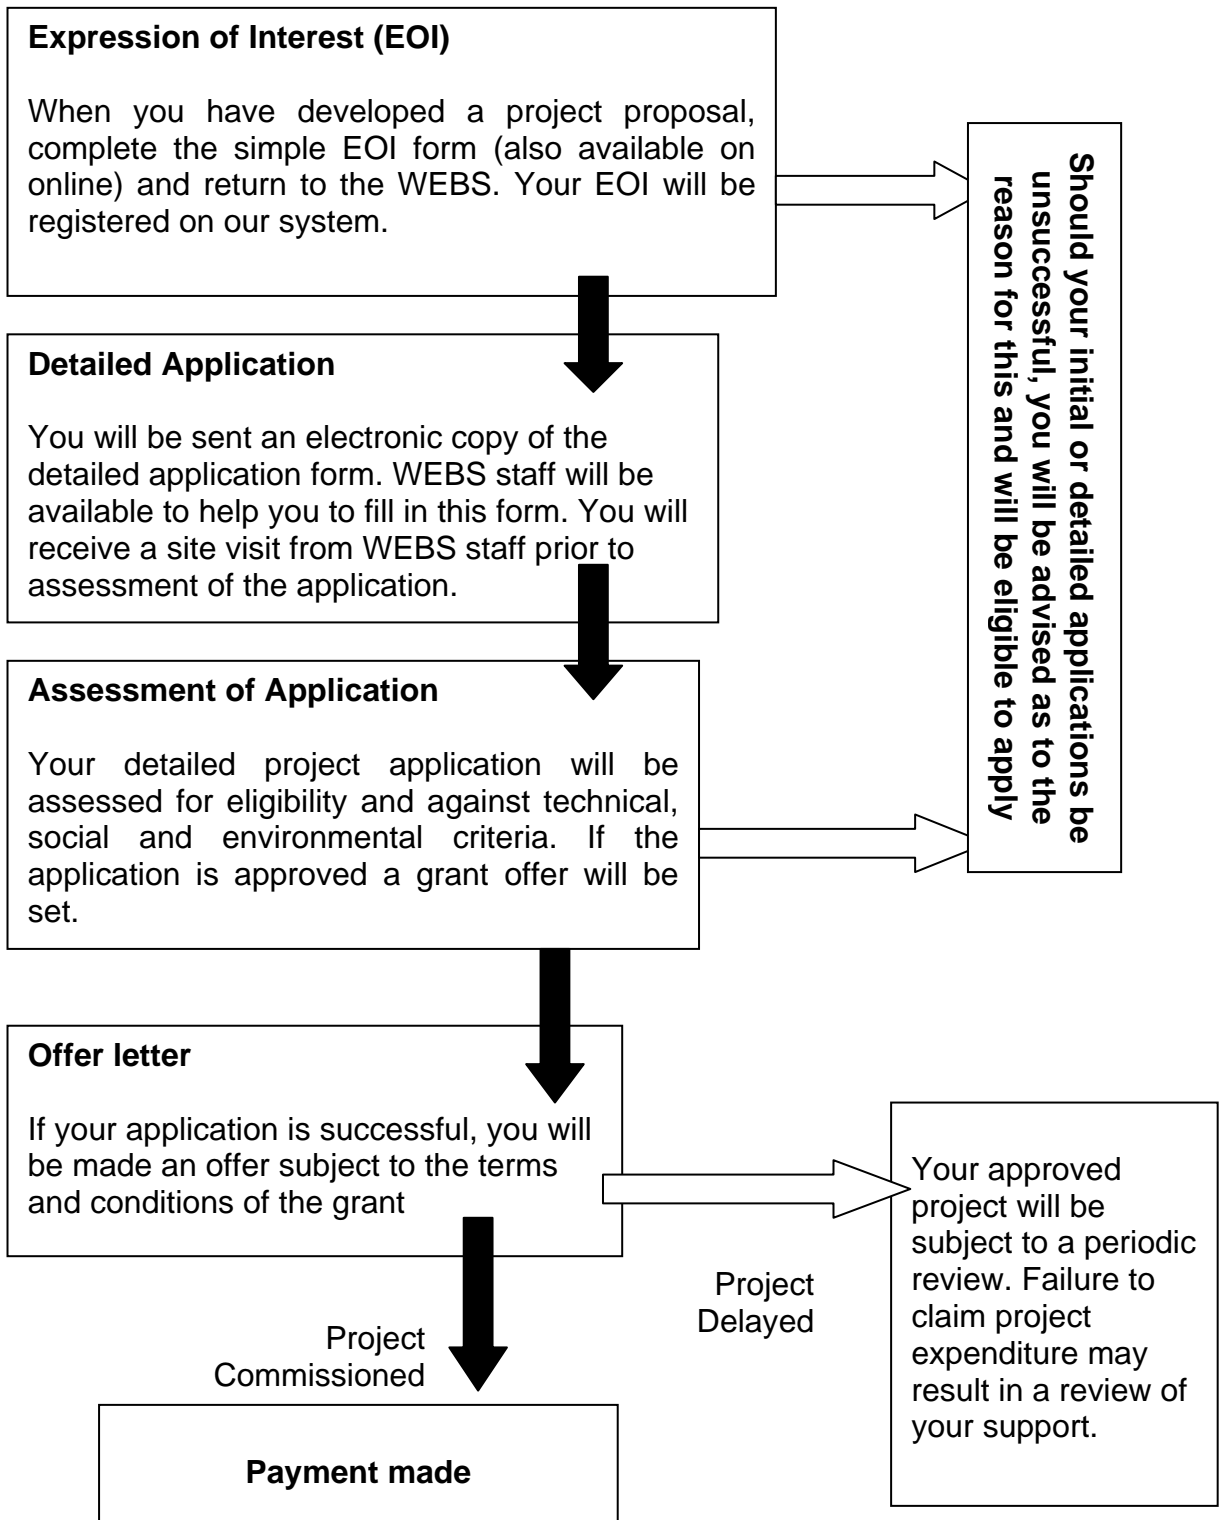 Expression of Interest (EOI)
When you have developed a project proposal,
complete the simple EOI form (also available on
online) and return to the WEBS. Your EOI will be
registered on our system.
Should your initial or detailed applications be
unsuccessful, you will be advised as to the
reason for this and will be eligible to apply
Detailed Application
You will be sent an electronic copy of the
detailed application form. WEBS staff will be
available to help you to fill in this form. You will
receive a site visit from WEBS staff prior to
assessment of the application.
Assessment of Application
Your detailed project application will be
assessed for eligibility and against technical,
social and environmental criteria. If the
application is approved a grant offer will be
set.
Offer letter
If your application is successful, you will
be made an offer subject to the terms
and conditions of the grant
Project
Delayed
Your approved
project will be
subject to a periodic
review. Failure to
claim project
expenditure may
result in a review of
your support.
Project
Commissioned
Payment made